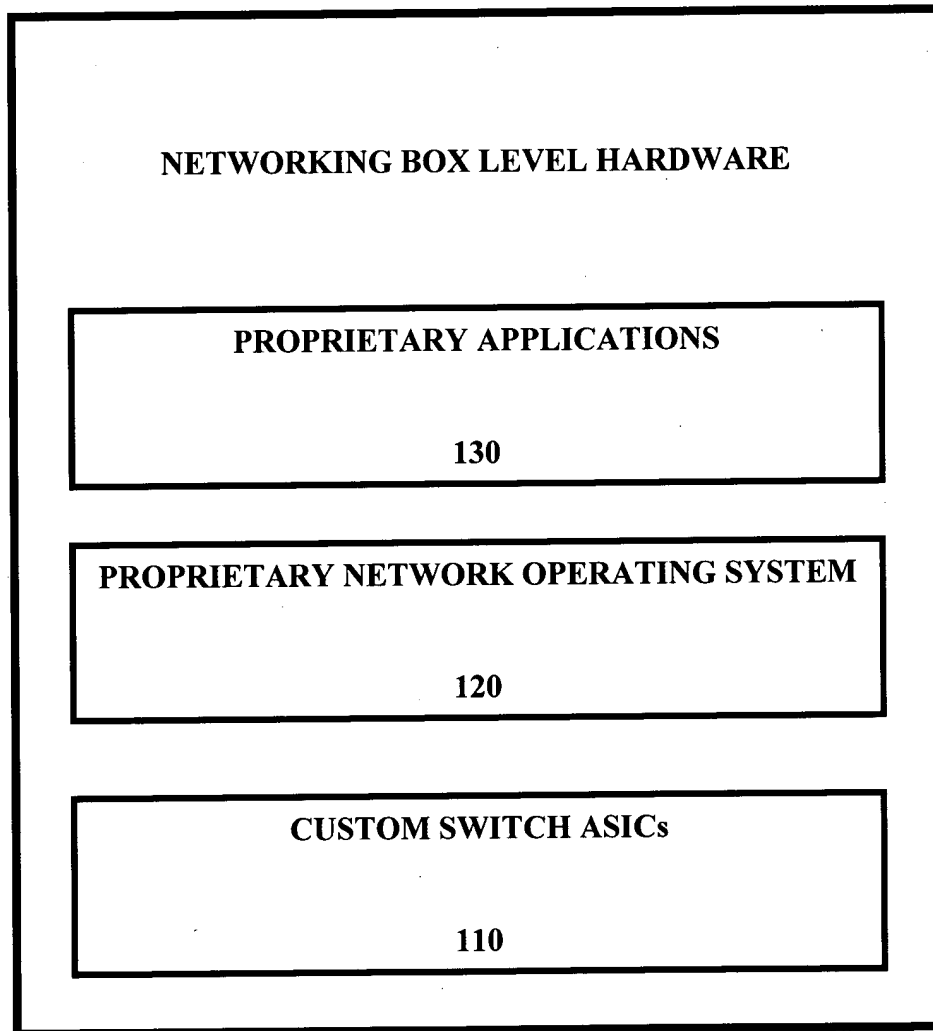 NETWORKING BOX LEVEL HARDWARE
PROPRIETARY APPLICATIONS
130
PROPRIETARY NETWORK OPERATING SYSTEM
120
CUSTOM SWITCH ASICs
110